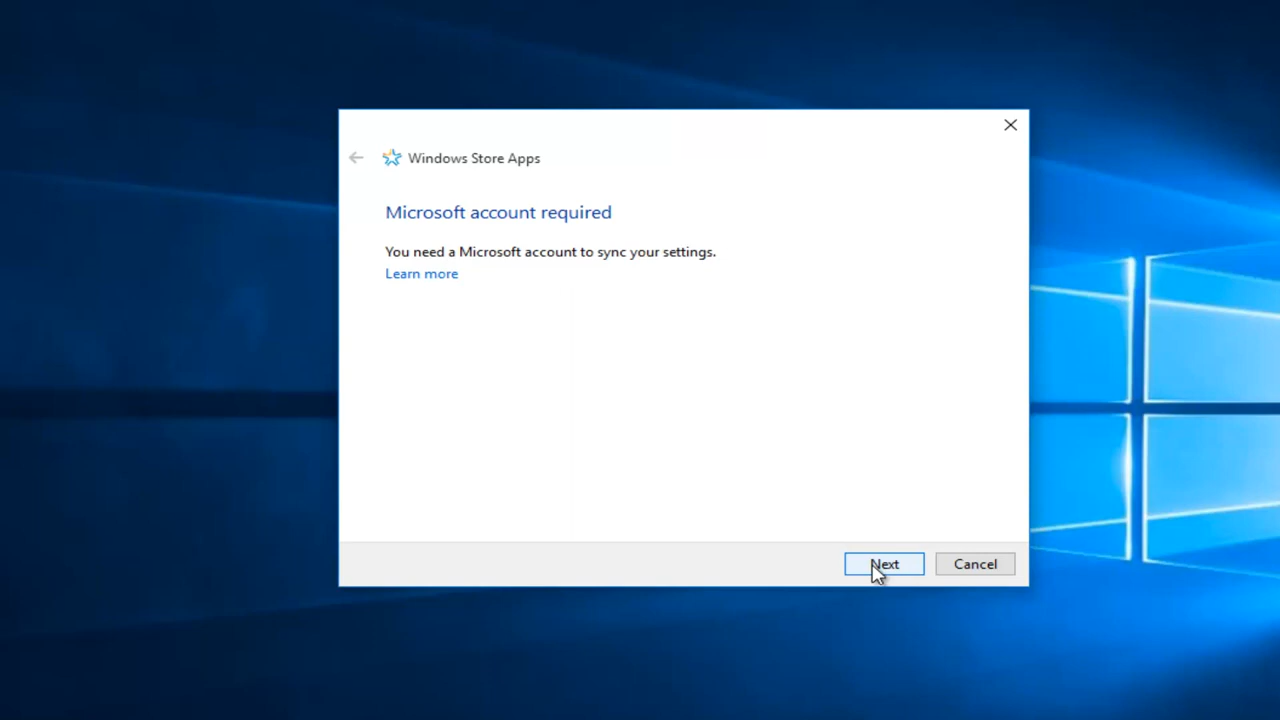 Windows Store Apps
Microsoft account required
You need a Microsoft account to sync your settings.
Learn more
Next
Cancel